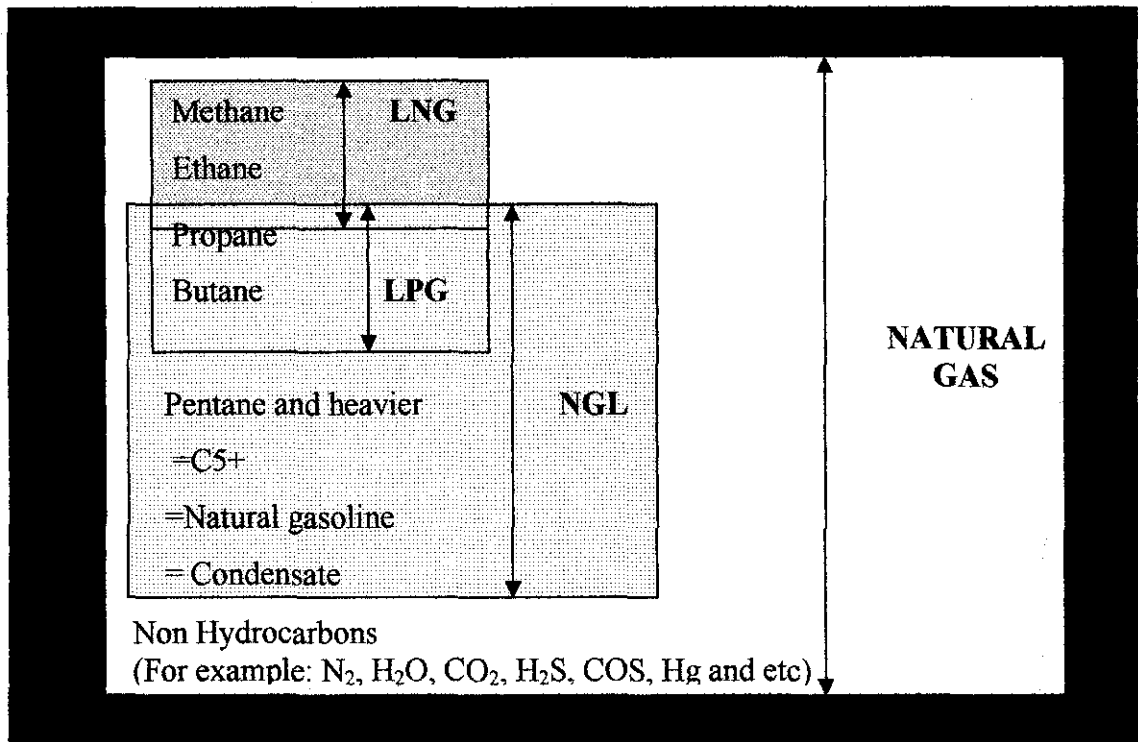 Methane LNG
Ethane
Propane
Butane LPG
NATURAL
GAS
Pentane and heavier NGL
=C5+
=Natural gasoline
= Condensate
Non Hydrocarbons
(For example: N₂, H₂O, CO₂, H₂S, COS, Hg and etc)